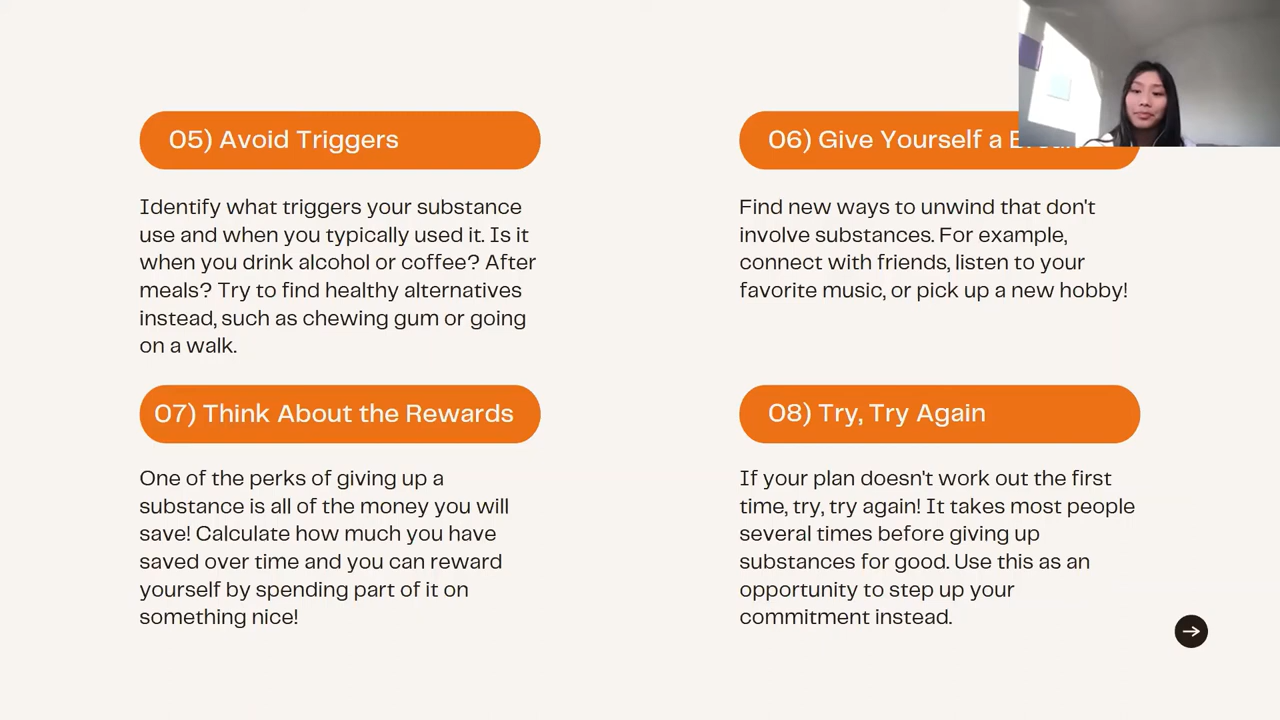 05) Avoid Triggers
Identify what triggers your substance
use and when you typically used it. Is it
when you drink alcohol or coffee? After
meals? Try to find healthy alternatives
instead, such as chewing gum or going
on a walk.
06) Give Yourself a
Find new ways to unwind that don't
involve substances. For example,
connect with friends, listen to your
favorite music, or pick up a new hobby!
07) Think About the Rewards
One of the perks of giving up a
substance is all of the money you will
save! Calculate how much you have
saved over time and you can reward
yourself by spending part of it on
something nice!
08) Try, Try Again
If your plan doesn't work out the first
time, try, try again! It takes most people
several times before giving up
substances for good. Use this as an
opportunity to step up your
commitment instead.